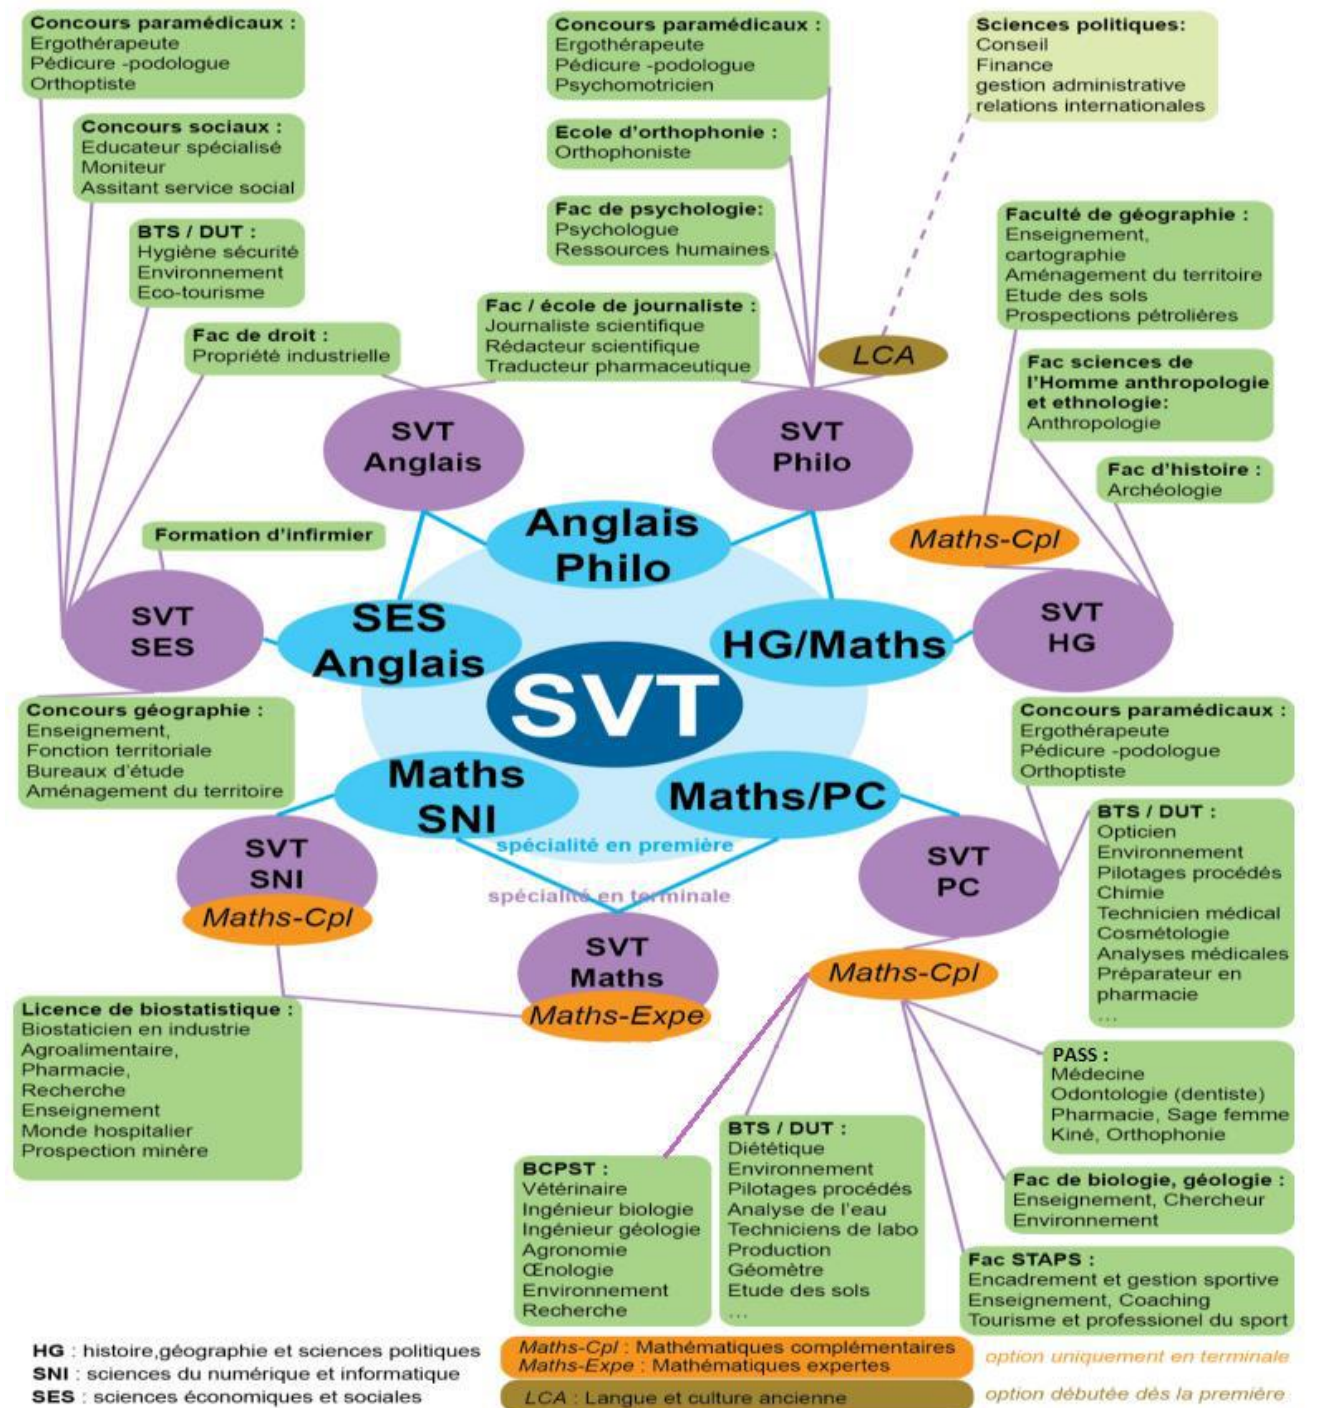 Concours paramédicaux :
Ergothérapeute
Pédicure -podologue
Orthoptiste
Concours sociaux :
Educateur spécialisé
Moniteur
Assitant service social
BTS / DUT :
Hygiène sécurité
Environnement
Eco-tourisme
Fac de droit :
Propriété industrielle
Concours paramédicaux :
Ergothérapeute
Pédicure -podologue
Psychomotricien
Ecole d'orthophonie :
Orthophoniste
Fac de psychologie:
Psychologue
Ressources humaines
Fac / école de journaliste :
Journaliste scientifique
Rédacteur scientifique
Traducteur pharmaceutique
Sciences politiques:
Conseil
Finance
gestion administrative
relations internationales
LCA
Faculté de géographie :
Enseignement,
cartographie
Aménagement du territoire
Etude des sols
Prospections pétrolières
Fac sciences de
l'Homme anthropologie
et ethnologie:
Anthropologie
Fac d'histoire :
Archéologie
SVT
Anglais
SVT
Philo
Maths-Cpl
Formation d'infirmier
Anglais
Philo
SVT
SES
SES
Anglais
HG/Maths
SVT
HG
SVT
Concours géographie :
Enseignement,
Fonction territoriale
Bureaux d'étude
Aménagement du territoire
Maths
SNI
Maths/PC
spécialité en première
spécialité en terminale
SVT
SNI
Maths-Cpl
SVT
Maths
Maths-Expe
SVT
PC
Maths-Cpl
Concours paramédicaux :
Ergothérapeute
Pédicure -podologue
Orthoptiste
BTS / DUT :
Opticien
Environnement
Pilotages procédés
Chimie
Technicien médical
Cosmétologie
Analyses médicales
Préparateur en
pharmacie
...
Licence de biostatistique :
Biostaticien en industrie
Agroalimentaire,
Pharmacie,
Recherche
Enseignement
Monde hospitalier
Prospection minère
BCPST :
Vétérinaire
Ingénieur biologie
Ingénieur géologie
Agronomie
Œnologie
Environnement
Recherche
BTS / DUT :
Diététique
Environnement
Pilotages procédés
Analyse de l'eau
Techniciens de labo
Production
Géomètre
Etude des sols
...
PASS :
Médecine
Odontologie (dentiste)
Pharmacie, Sage femme
Kiné, Orthophonie
Fac de biologie, géologie :
Enseignement, Chercheur
Environnement
Fac STAPS :
Encadrement et gestion sportive
Enseignement, Coaching
Tourisme et professionel du sport
HG : histoire,géographie et sciences politiques
SNI : sciences du numérique et informatique
SES : sciences économiques et sociales
Maths-Cpl : Mathématiques complémentaires
Maths-Expe : Mathématiques expertes
option uniquement en terminale
LCA : Langue et culture ancienne
option débutée dès la première